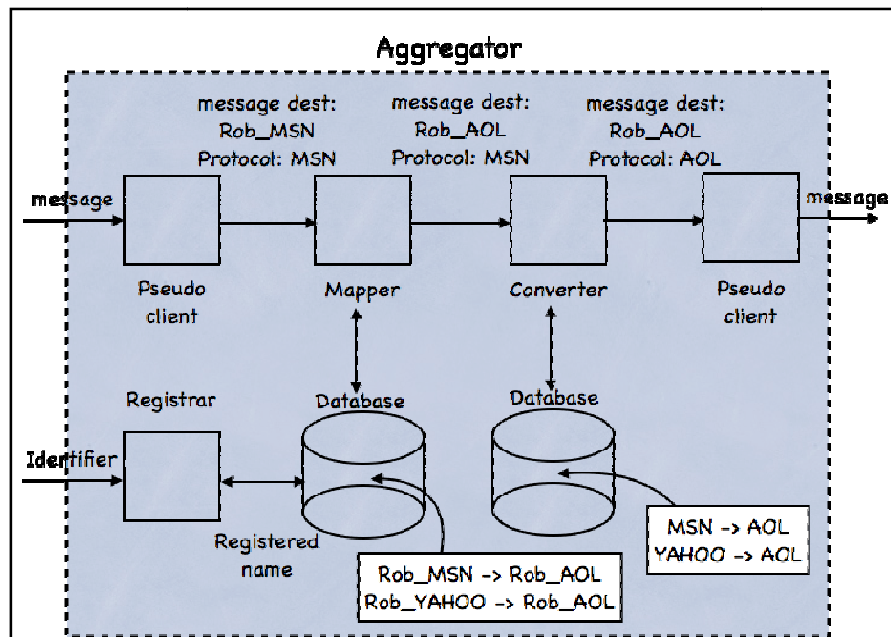 Aggregator
message dest:
Rob_MSN
Protocol: MSN
message dest:
Rob_AOL
Protocol: MSN
message dest:
Rob_AOL
Protocol: AOL
message
message
Pseudo
client
Mapper
Converter
Pseudo
client
Registrar
Database
Database
Identifier
Registered
name
MSN -> AOL
YAHOO -> AOL
Rob_MSN -> Rob_AOL
Rob_YAHOO -> Rob_AOL